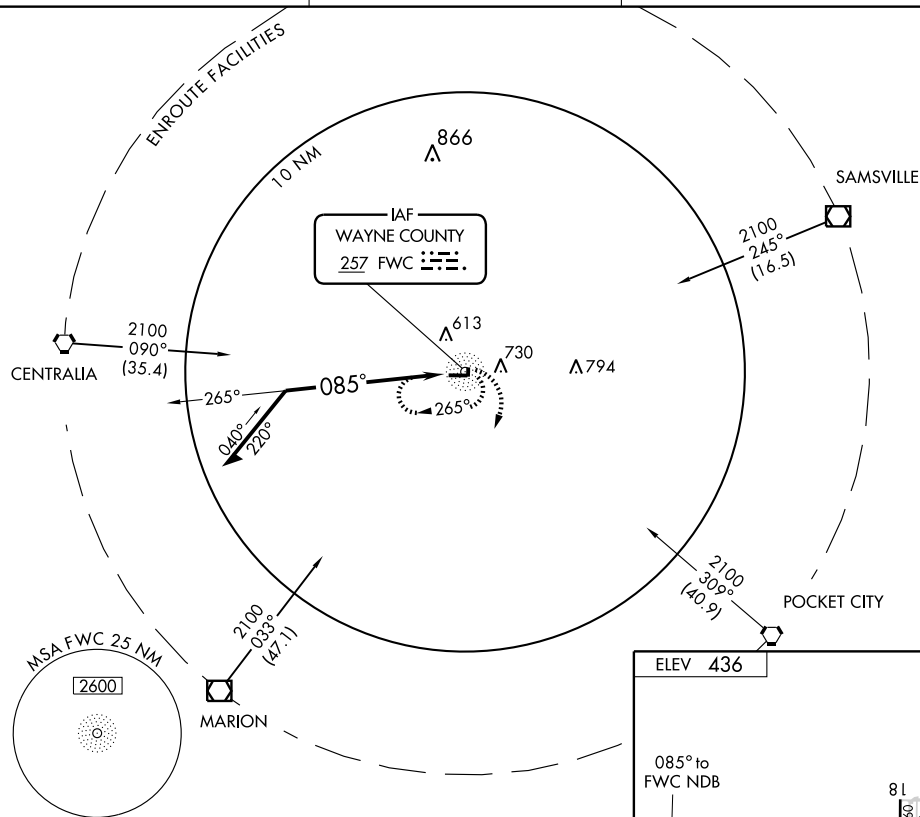 ENROUTE FACILITIES
10 NM
866
SAMSVILLE
2100
245°
(16.5)
IAF
WAYNE COUNTY
257 FWC
613
730
794
2100
090°
(35.4)
CENTRALIA
265°
085°
265°
040°
220°
2100
033°
(47.1)
MARION
2100
309°
(40.9)
POCKET CITY
MSA FWC 25 NM
2600
ELEV 436
085° to
FWC NDB
18